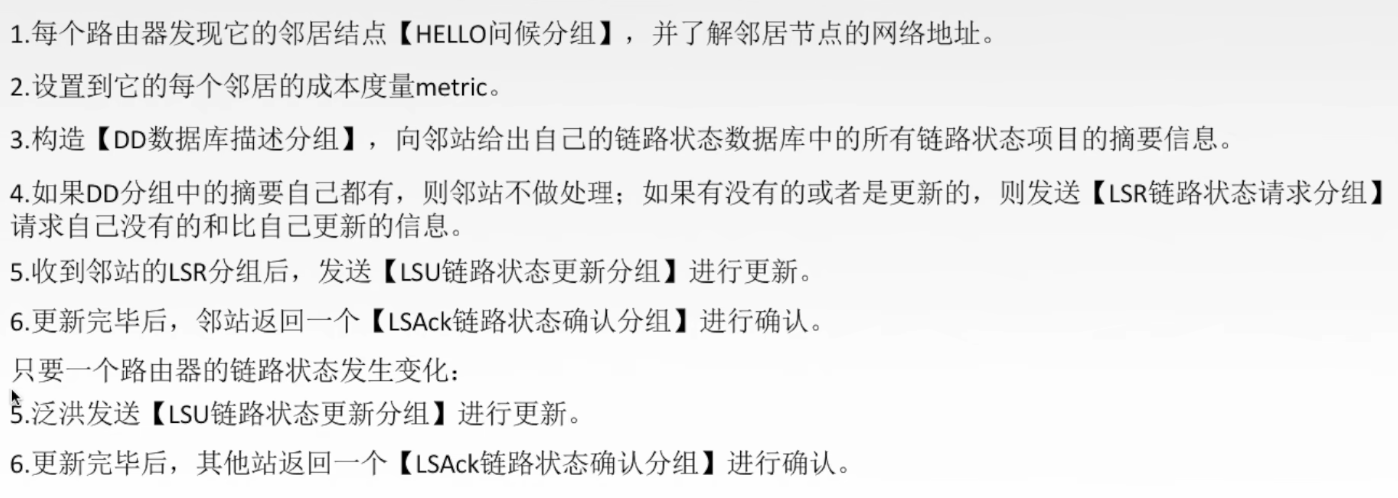 1.每个路由器发现它的邻居结点【HELLO问候分组】，并了解邻居节点的网络地址。
2.设置到它的每个邻居的成本度量metric。
3.构造【DD数据库描述分组】，向邻站给出自己的链路状态数据库中的所有链路状态项目的摘要信息。
4.如果DD分组中的摘要自己都有，则邻站不做处理；如果有没有的或者是更新的，则发送【LSR链路状态请求分组】
请求自己没有的和比自己更新的信息。
5.收到邻站的LSR分组后，发送【LSU链路状态更新分组】进行更新。
6.更新完毕后，邻站返回一个【LSAck链路状态确认分组】进行确认。
只要一个路由器的链路状态发生变化：
5.泛洪发送【LSU链路状态更新分组】进行更新。
6.更新完毕后，其他站返回一个【LSAck链路状态确认分组】进行确认。